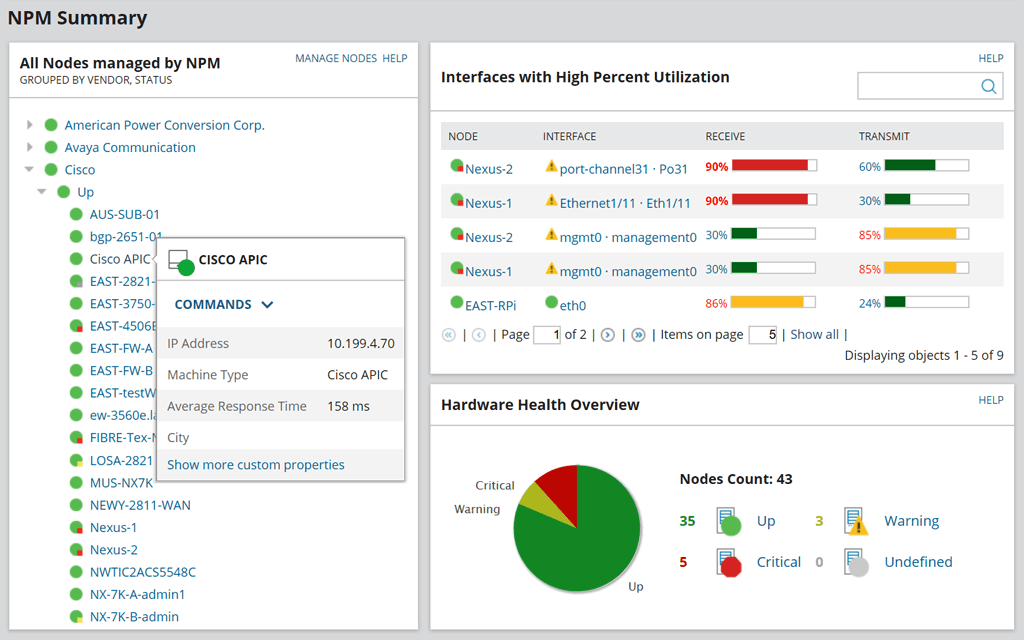 NPM Summary
All Nodes managed by NPM
MANAGE NODES HELP
GROUPED BY VENDOR, STATUS
American Power Conversion Corp.
Avaya Communication
Cisco
Up
AUS-SUB-01
bgp-2651-01
Cisco APIC
EAST-2821-
EAST-3750-
EAST-4506E
EAST-FW-A
EAST-FW-B
EAST-testW
ew-3560e.la
FIBRE-Tex-
LOSA-2821
MUS-NX7K
NEWY-2811-WAN
Nexus-1
Nexus-2
NWTIC2ACS5548C
NX-7K-A-admin1
NX-7K-B-admin
CISCO APIC
COMMANDS
IP Address 10.199.4.70
Machine Type Cisco APIC
Average Response Time 158 ms
City
Show more custom properties
HELP
Interfaces with High Percent Utilization
NODE INTERFACE RECEIVE TRANSMIT
Nexus-2 port-channel31 · Po31 90% 60%
Nexus-1 Ethernet1/11 · Eth1/11 90% 30%
Nexus-2 mgmt0 · management0 30% 85%
Nexus-1 mgmt0 · management0 30% 85%
EAST-RPi eth0 86% 24%
| | Page 1 of 2 | | | Items on page 5 | Show all |
Displaying objects 1 - 5 of 9
Hardware Health Overview
HELP
Critical
Warning
Up
Nodes Count: 43
35 Up 3 Warning
5 Critical 0 Undefined